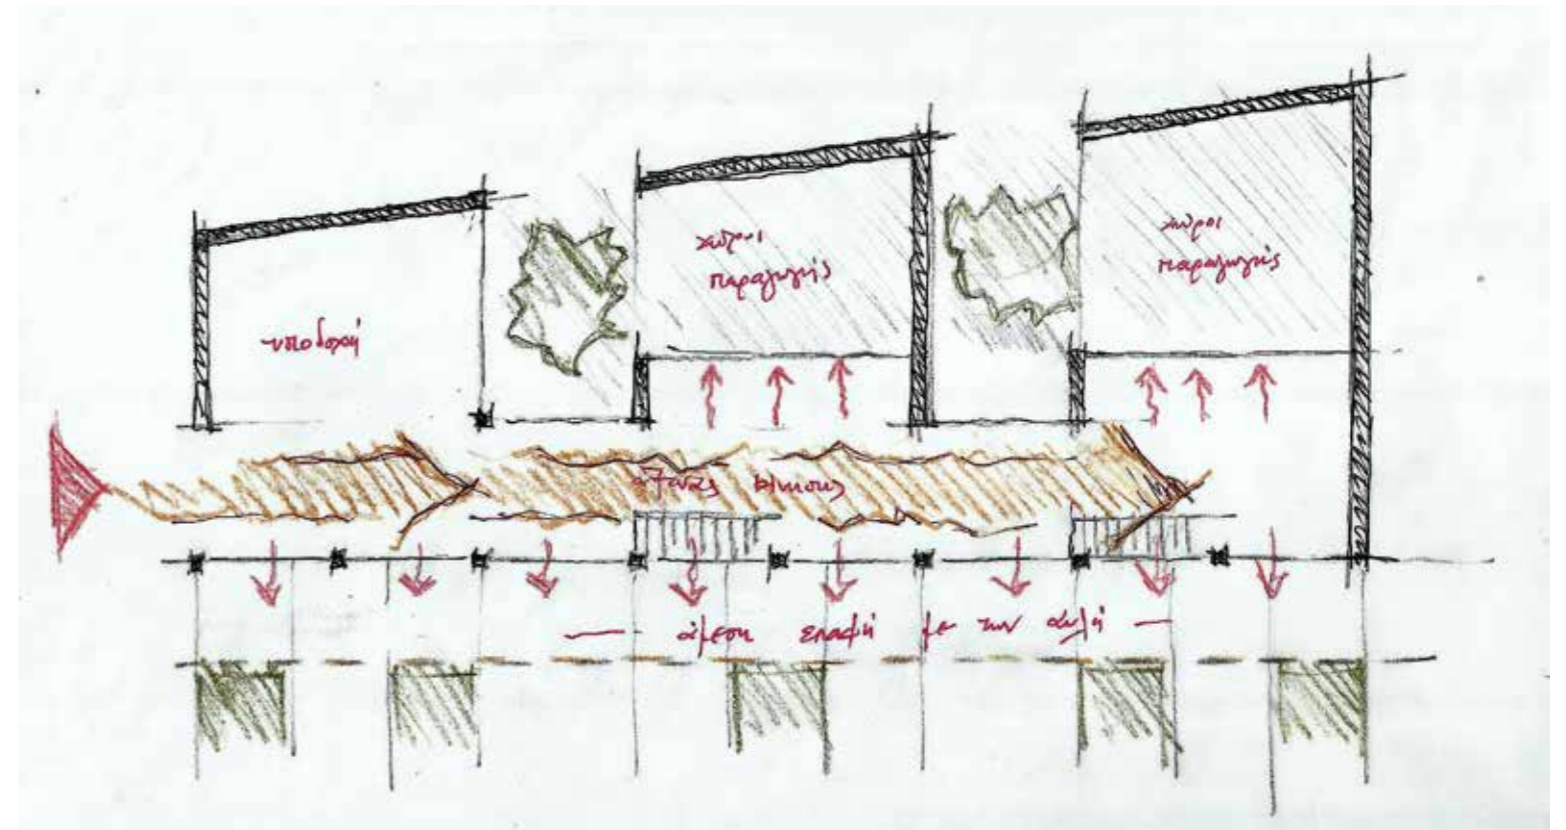 υποδοχή
χώροι
παραγωγής
χώροι
παραγωγής
άξονας κίνησης
άμεση επαφή με την αυλή